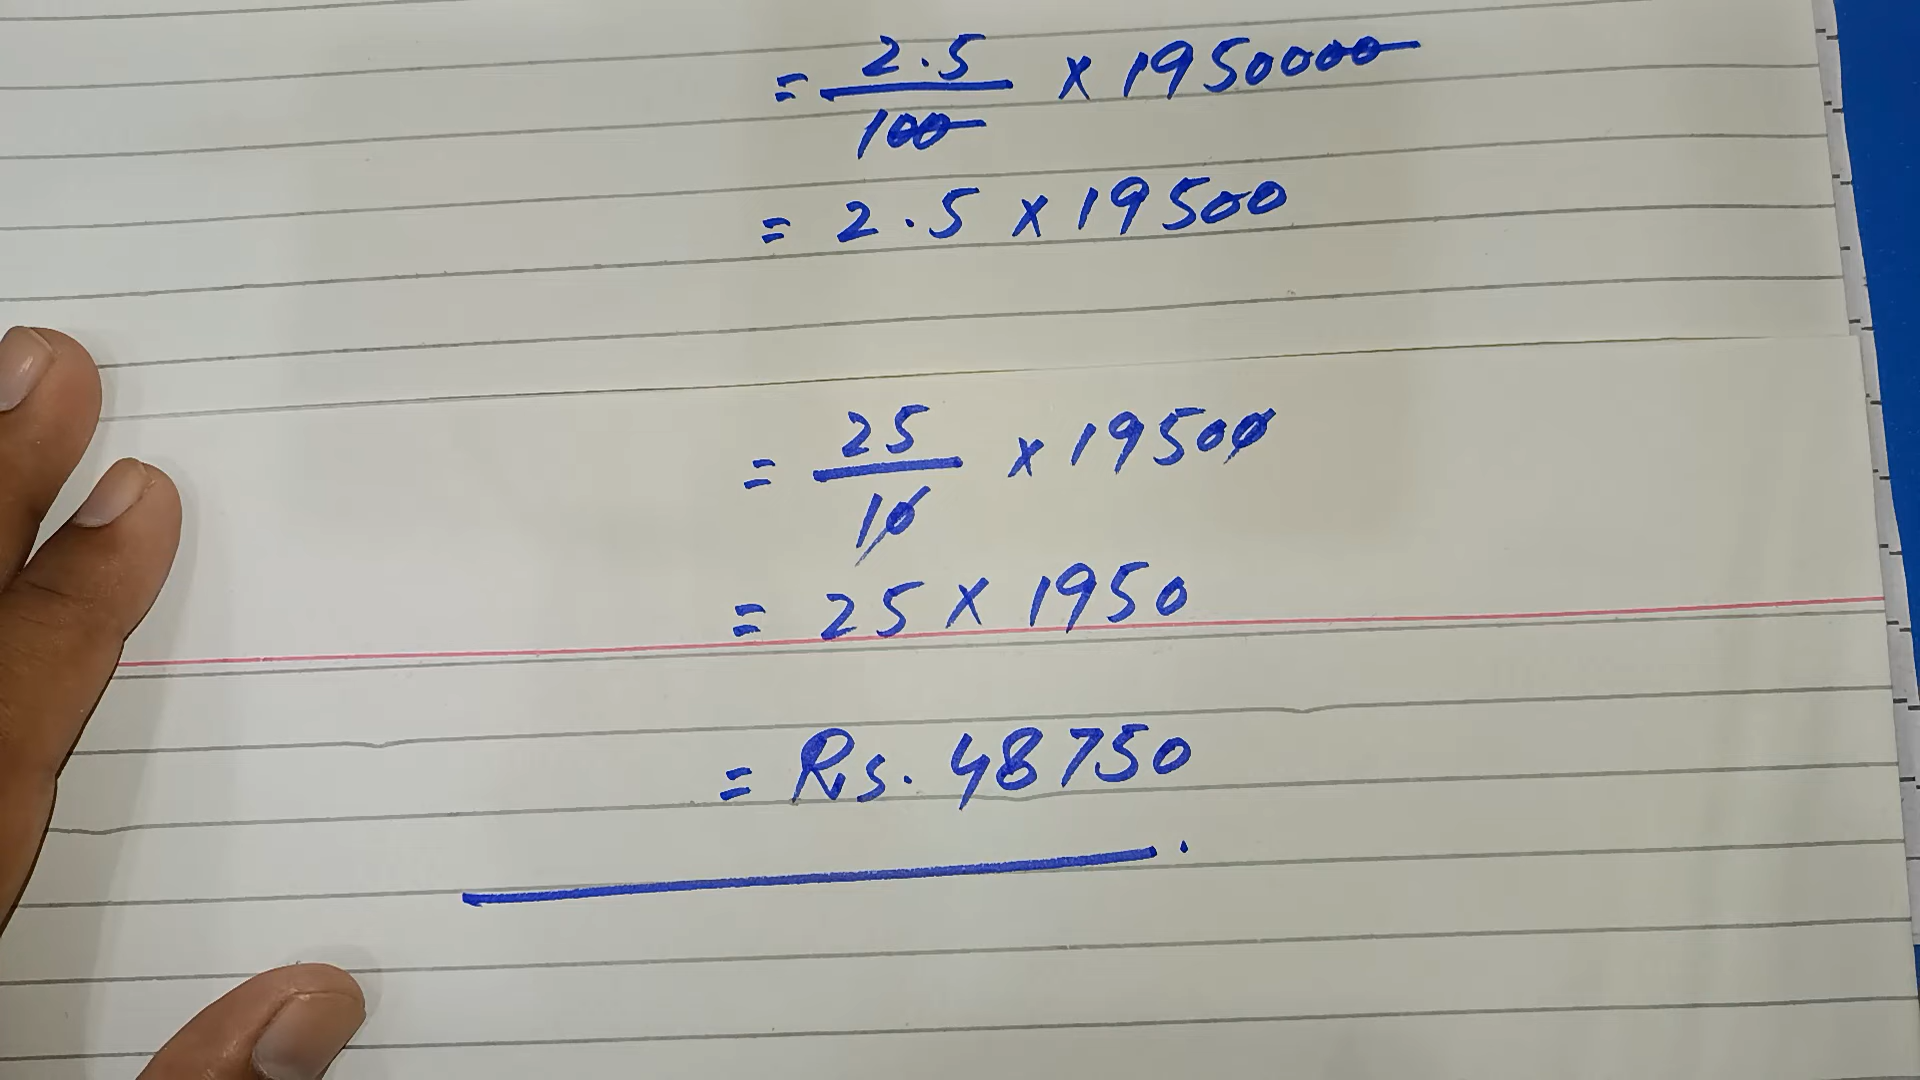 = 2.5/100 × 1950000
= 2.5 × 19500
= 25/10 × 19500
= 25 × 1950
= Rs. 48750